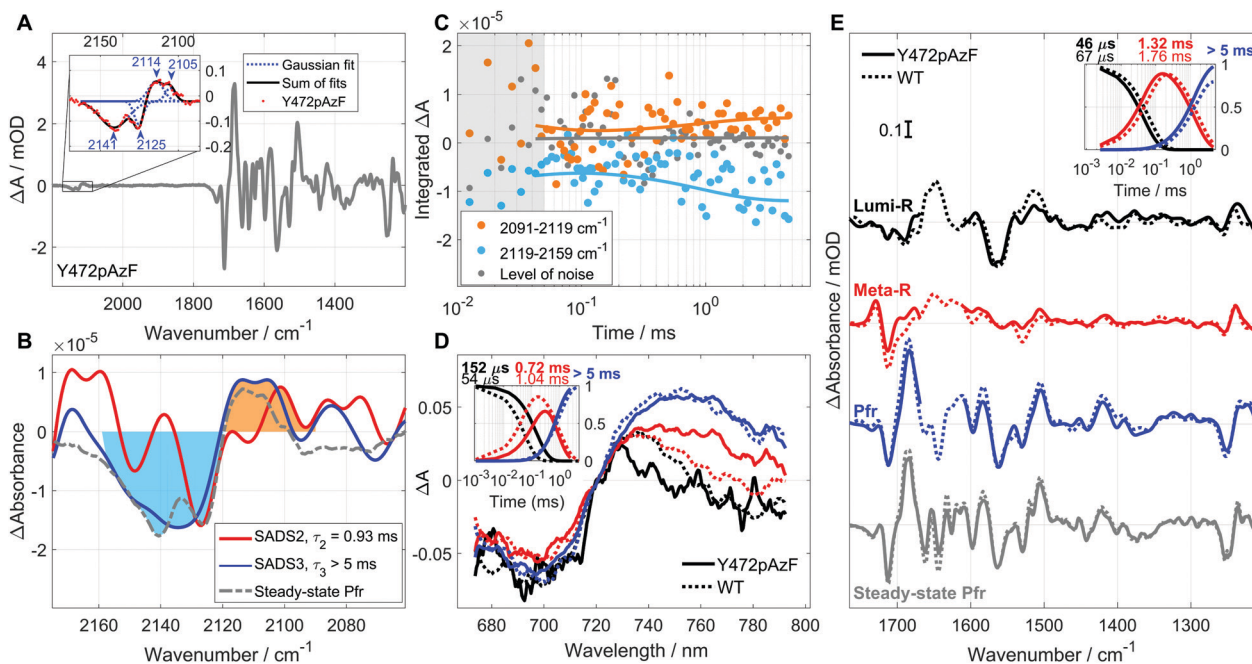 A
2150 2100
2114 2105
Gaussian fit
Sum of fits
Y472pAzF
0.1
0
-0.1
-0.2
2141 2125
4
2
0
-2
ΔA / mOD
Y472pAzF
2000 1800 1600 1400
Wavenumber / cm⁻¹
B
×10⁻⁵
1
0
-1
-2
ΔAbsorbance
SADS2, τ₂ = 0.93 ms
SADS3, τ₃ > 5 ms
Steady-state Pfr
2160 2140 2120 2100 2080
Wavenumber / cm⁻¹
C
×10⁻⁵
2
1
0
-1
-2
Integrated ΔA
2091-2119 cm⁻¹
2119-2159 cm⁻¹
Level of noise
10⁻² 10⁻¹ 10⁰
Time / ms
D
152 µs 0.72 ms > 5 ms
54 µs 1.04 ms
1
0.5
0
10⁻³ 10⁻² 10⁻¹ 10⁰
Time (ms)
0.05
0
-0.05
ΔA
Y472pAzF
WT
680 700 720 740 760 780 800
Wavelength / nm
E
Y472pAzF
WT
0.1
46 µs 1.32 ms > 5 ms
67 µs 1.76 ms
1
0.5
0
10⁻³ 10⁻² 10⁻¹ 10⁰
Time / ms
Lumi-R
Meta-R
Pfr
Steady-state Pfr
ΔAbsorbance / mOD
1700 1600 1500 1400 1300
Wavenumber / cm⁻¹